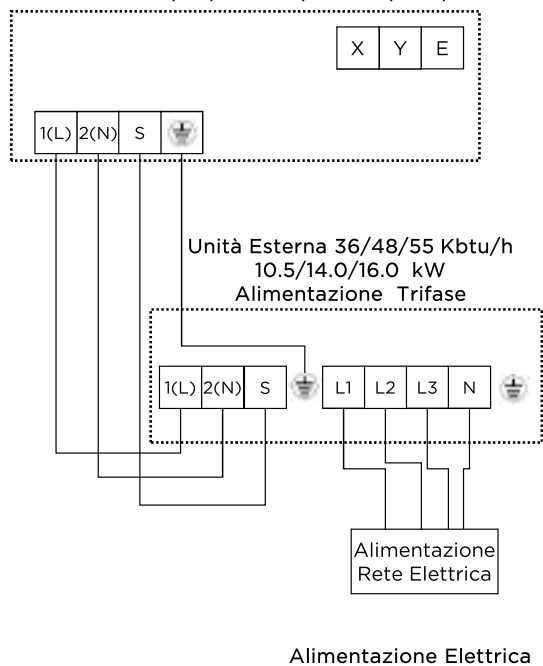 X Y E
1(L) 2(N) S
Unità Esterna 36/48/55 Kbtu/h
10.5/14.0/16.0 kW
Alimentazione Trifase
1(L) 2(N) S L1 L2 L3 N
Alimentazione
Rete Elettrica
Alimentazione Elettrica